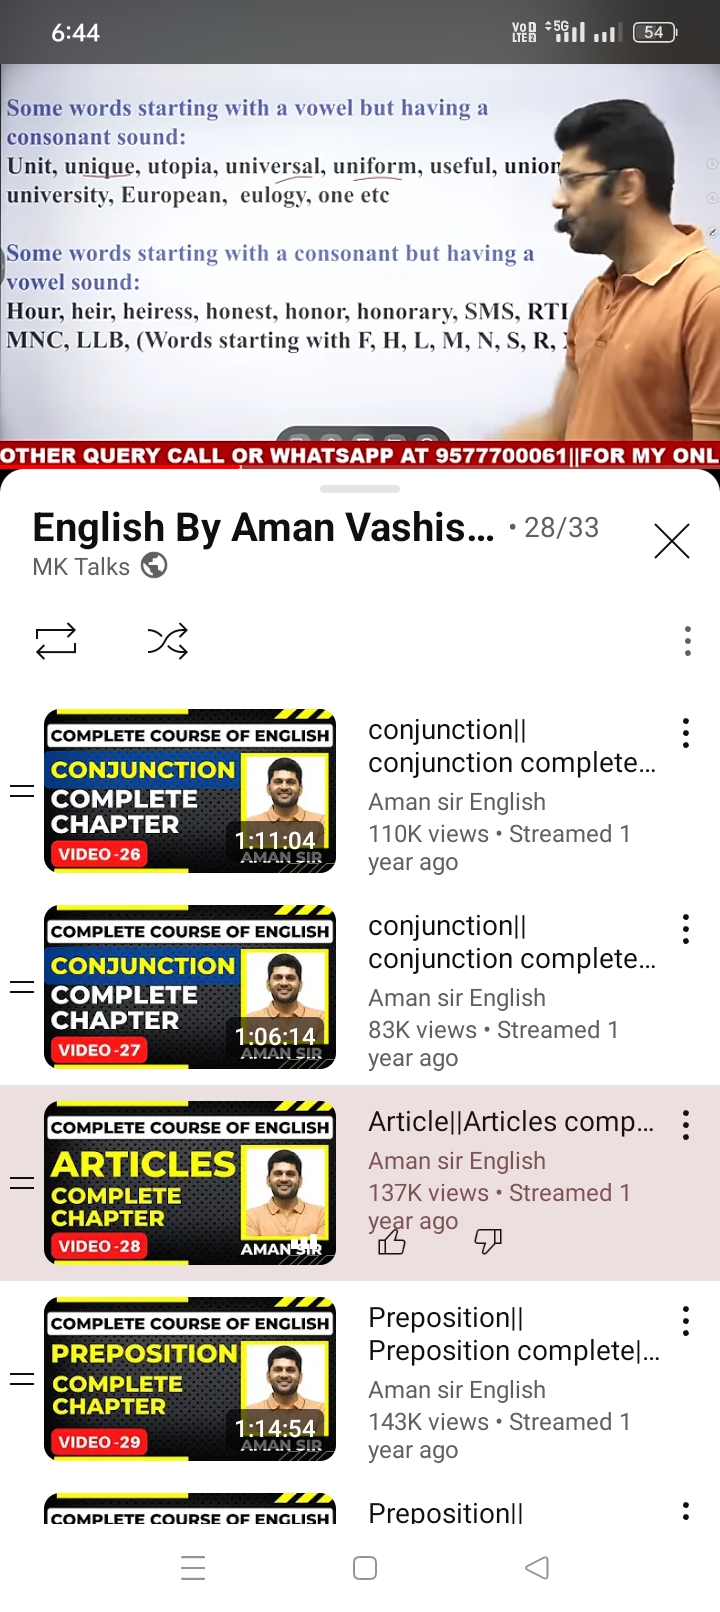 6:44
VoD
LTE2
5G
54
Some words starting with a vowel but having a
consonant sound:
Unit, unique, utopia, universal, uniform, useful, union
university, European, eulogy, one etc
Some words starting with a consonant but having a
vowel sound:
Hour, heir, heiress, honest, honor, honorary, SMS, RTI
MNC, LLB, (Words starting with F, H, L, M, N, S, R,
OTHER QUERY CALL OR WHATSAPP AT 9577700061||FOR MY ONL
English By Aman Vashis... • 28/33
MK Talks
COMPLETE COURSE OF ENGLISH
CONJUNCTION
COMPLETE
CHAPTER
VIDEO -26
1:11:04
AMAN SIR
conjunction||
conjunction complete...
Aman sir English
110K views • Streamed 1
year ago
COMPLETE COURSE OF ENGLISH
CONJUNCTION
COMPLETE
CHAPTER
VIDEO -27
1:06:14
AMAN SIR
conjunction||
conjunction complete...
Aman sir English
83K views • Streamed 1
year ago
COMPLETE COURSE OF ENGLISH
ARTICLES
COMPLETE
CHAPTER
VIDEO -28
AMAN SIR
Article||Articles comp...
Aman sir English
137K views • Streamed 1
year ago
COMPLETE COURSE OF ENGLISH
PREPOSITION
COMPLETE
CHAPTER
VIDEO -29
1:14:54
AMAN SIR
Preposition||
Preposition complete|...
Aman sir English
143K views • Streamed 1
year ago
COMPLETE COURSE OF ENGLISH
Preposition||